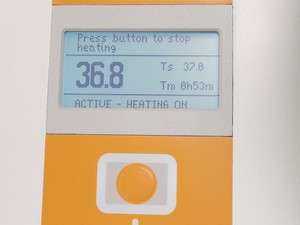 Press button to stop
heating
36.8 Ts 37.0
Tm 0h53m
ACTIVE - HEATING ON